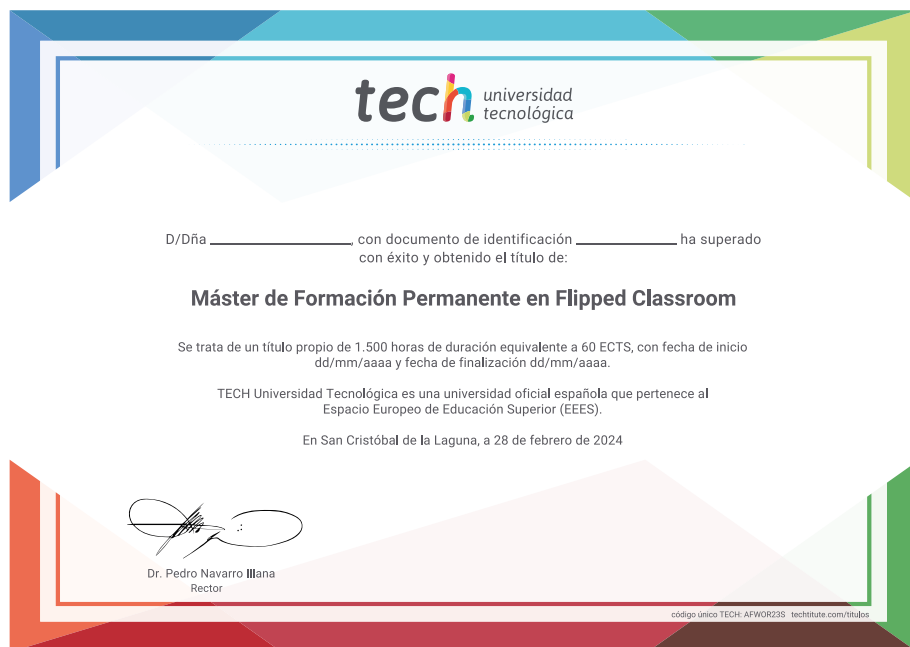 tech universidad
tecnológica
D/Dña ____________________, con documento de identificación ______________ ha superado
con éxito y obtenido el título de:
Máster de Formación Permanente en Flipped Classroom
Se trata de un título propio de 1.500 horas de duración equivalente a 60 ECTS, con fecha de inicio
dd/mm/aaaa y fecha de finalización dd/mm/aaaa.
TECH Universidad Tecnológica es una universidad oficial española que pertenece al
Espacio Europeo de Educación Superior (EEES).
En San Cristóbal de la Laguna, a 28 de febrero de 2024
Dr. Pedro Navarro Illana
Rector
código único TECH: AFWOR23S techtitute.com/titulos